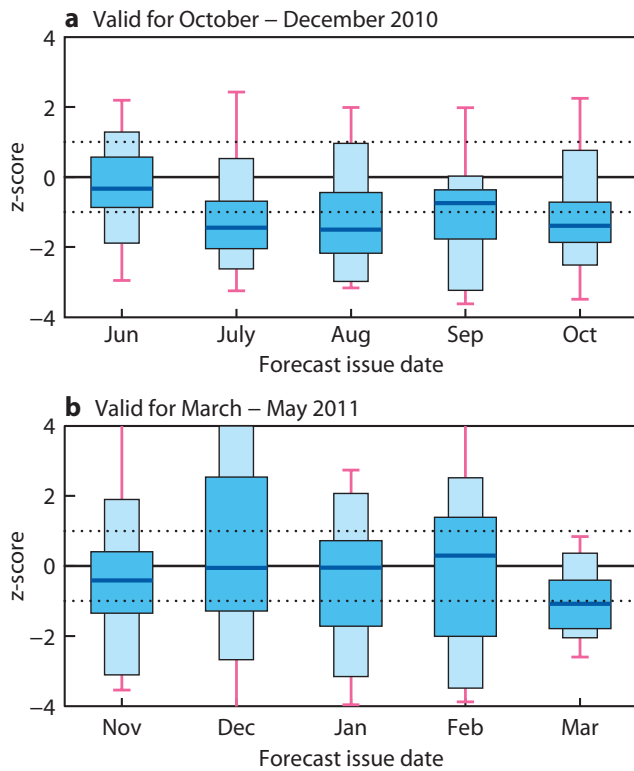 a Valid for October – December 2010
4
2
0
−2
−4
z-score
Jun July Aug Sep Oct
Forecast issue date
b Valid for March – May 2011
4
2
0
−2
−4
z-score
Nov Dec Jan Feb Mar
Forecast issue date